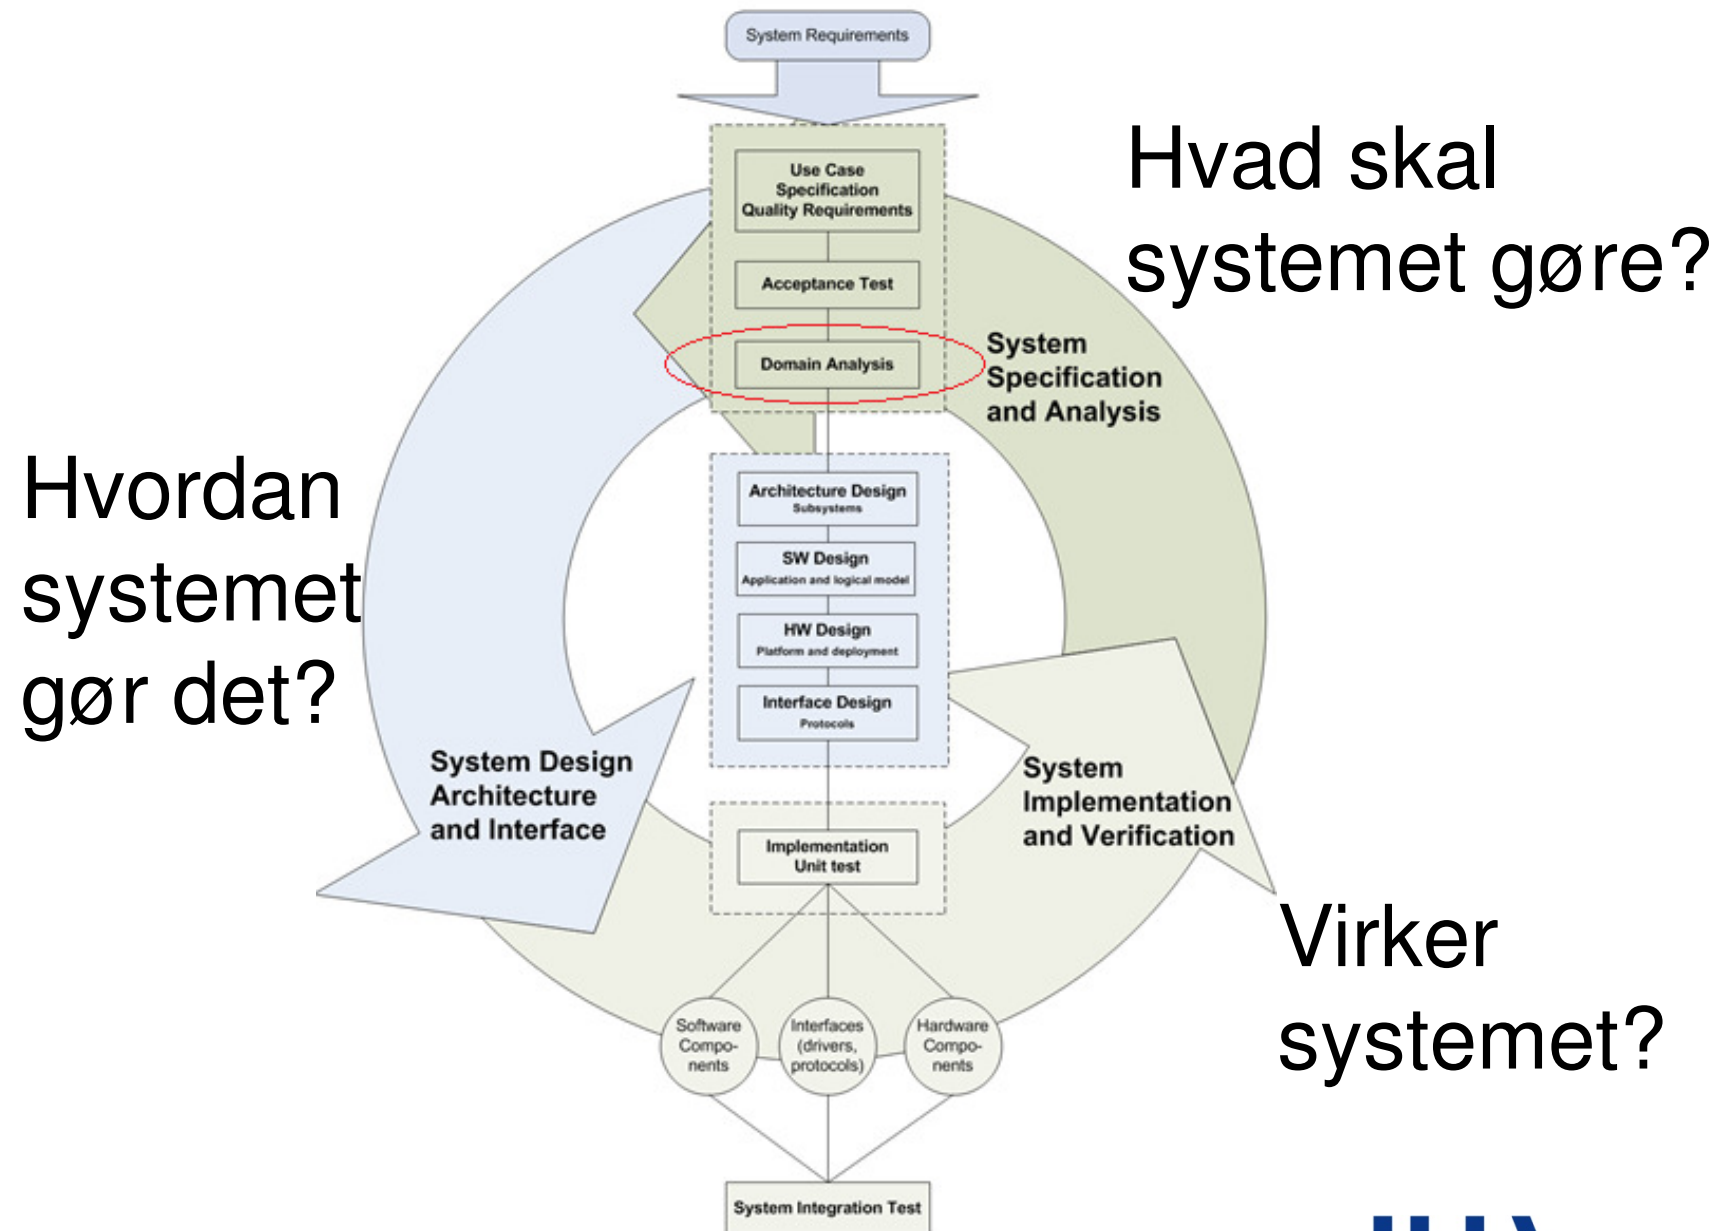 System Requirements
Use Case
Specification
Quality Requirements
Acceptance Test
Domain Analysis
Hvad skal
systemet gøre?
System
Specification
and Analysis
Hvordan
systemet
gør det?
Architecture Design
Subsystems
SW Design
Application and logical model
HW Design
Platform and deployment
Interface Design
Protocols
System Design
Architecture
and Interface
System
Implementation
and Verification
Implementation
Unit test
Virker
systemet?
Software
Compo-
nents
Interfaces
(drivers,
protocols)
Hardware
Compo-
nents
System Integration Test